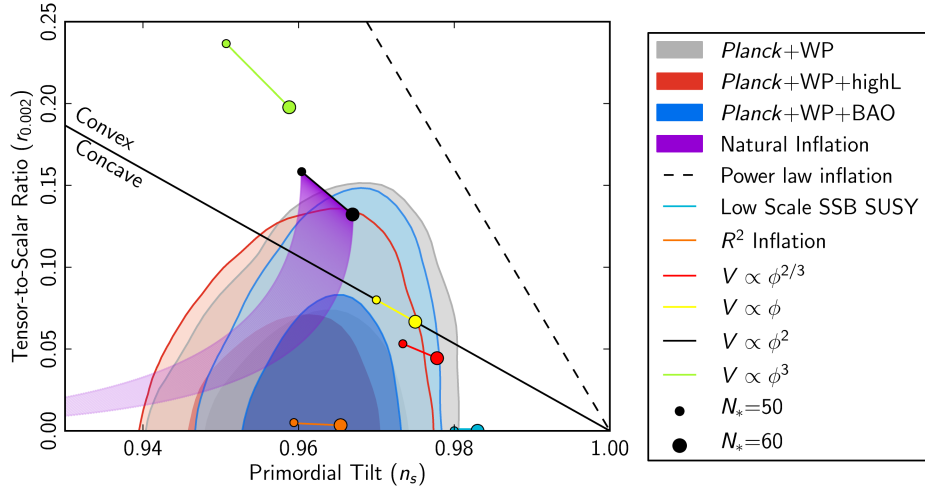 Tensor-to-Scalar Ratio (r₀.₀₀₂)
0.25
0.20
0.15
0.10
0.05
0.00
Convex
Concave
0.94
0.96
0.98
1.00
Primordial Tilt (nₛ)
Planck+WP
Planck+WP+highL
Planck+WP+BAO
Natural Inflation
Power law inflation
Low Scale SSB SUSY
R² Inflation
V ∝ ϕ²ᐟ³
V ∝ ϕ
V ∝ ϕ²
V ∝ ϕ³
N*=50
N*=60